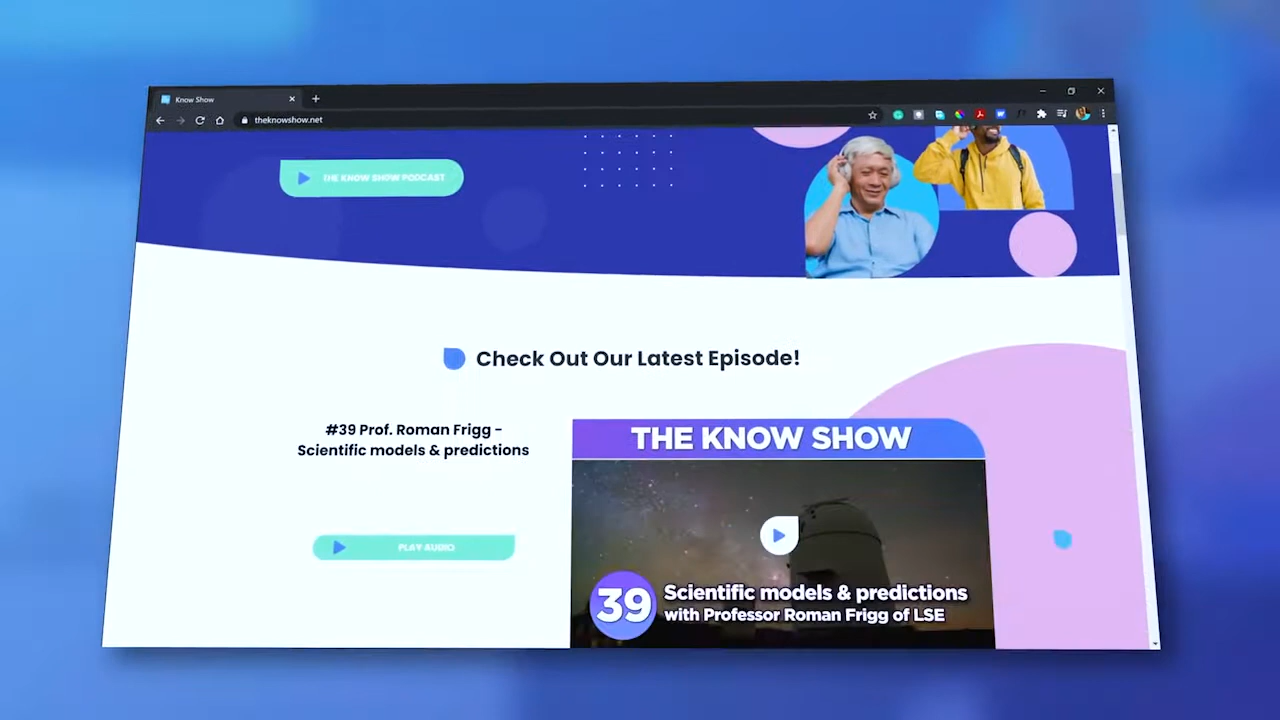 Know Show
theknowshow.net
THE KNOW SHOW PODCAST
Check Out Our Latest Episode!
#39 Prof. Roman Frigg -
Scientific models & predictions
PLAY AUDIO
THE KNOW SHOW
39
Scientific models & predictions
with Professor Roman Frigg of LSE